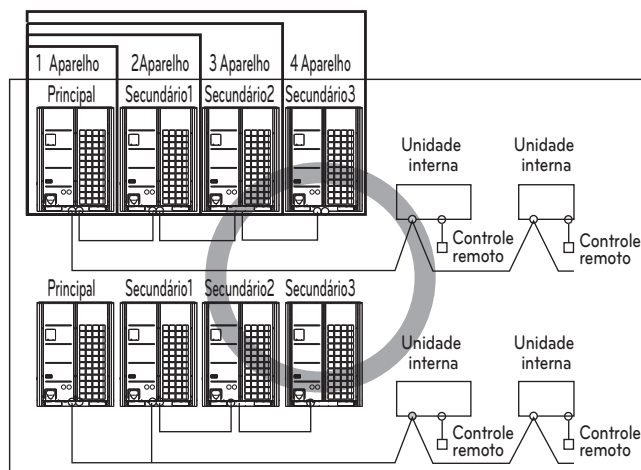 1 Aparelho 2Aparelho 3 Aparelho 4 Aparelho
Principal Secundário1 Secundário2 Secundário3
Unidade
interna
Unidade
interna
Controle
remoto
Controle
remoto
Principal Secundário1 Secundário2 Secundário3
Unidade
interna
Unidade
interna
Controle
remoto
Controle
remoto